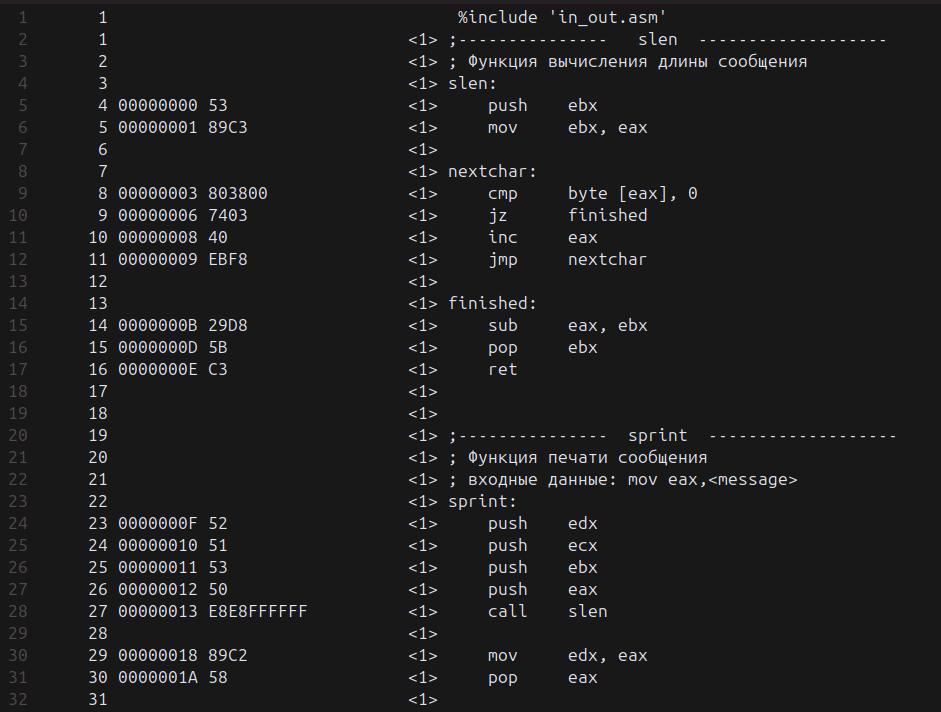 1        1                                    %include 'in_out.asm'
2        1                               <1> ;---------------   slen  -------------------
3        2                               <1> ; Функция вычисления длины сообщения
4        3                               <1> slen:
5        4 00000000 53                   <1>     push    ebx
6        5 00000001 89C3                 <1>     mov     ebx, eax
7        6                               <1>
8        7                               <1> nextchar:
9        8 00000003 803800               <1>     cmp     byte [eax], 0
10       9 00000006 7403                 <1>     jz      finished
11      10 00000008 40                   <1>     inc     eax
12      11 00000009 EBF8                 <1>     jmp     nextchar
13      12                               <1>
14      13                               <1> finished:
15      14 0000000B 29D8                 <1>     sub     eax, ebx
16      15 0000000D 5B                   <1>     pop     ebx
17      16 0000000E C3                   <1>     ret
18      17                               <1>
19      18                               <1>
20      19                               <1> ;---------------  sprint  -------------------
21      20                               <1> ; Функция печати сообщения
22      21                               <1> ; входные данные: mov eax,<message>
23      22                               <1> sprint:
24      23 0000000F 52                   <1>     push    edx
25      24 00000010 51                   <1>     push    ecx
26      25 00000011 53                   <1>     push    ebx
27      26 00000012 50                   <1>     push    eax
28      27 00000013 E8E8FFFFFF           <1>     call    slen
29      28                               <1>
30      29 00000018 89C2                 <1>     mov     edx, eax
31      30 0000001A 58                   <1>     pop     eax
32      31                               <1>